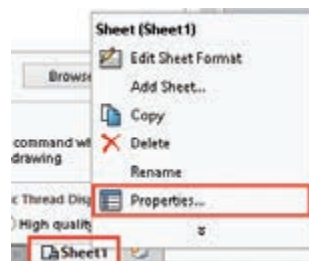 Sheet (Sheet1)
Edit Sheet Format
Browse
Add Sheet...
Copy
command wh
Delete
drawing
Rename
c Thread Disp
Properties...
High quality
Sheet1